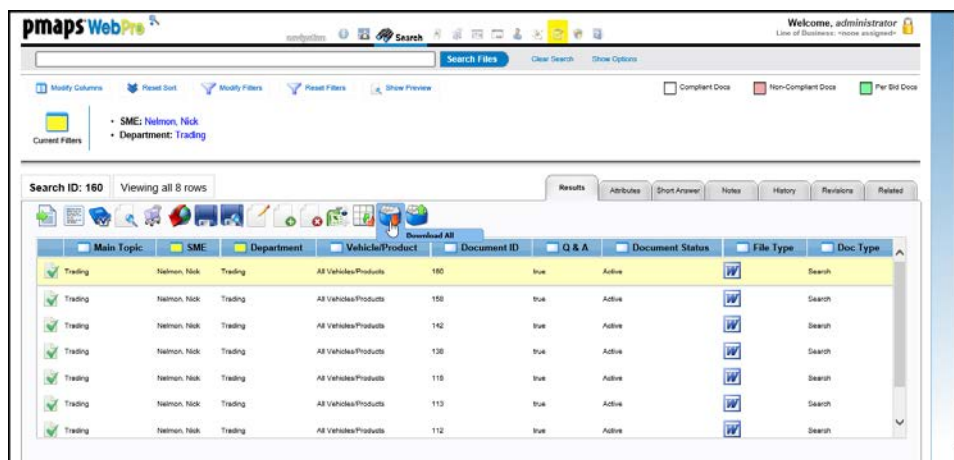 pmaps WebPro
navigation Search
Welcome, administrator
Line of Business: <none assigned>
Search Files Clear Search Show Options
Modify Columns Reset Sort Modify Filters Reset Filters Show Preview Compliant Docs Non-Compliant Docs Per Bid Docs
Current Filters
• SME: Nelmon, Nick
• Department: Trading
Search ID: 160 Viewing all 8 rows
Results Attributes Short Answer Notes History Revisions Related
Download All
Main Topic SME Department Vehicle/Product Document ID Q & A Document Status File Type Doc Type
Trading Nelmon, Nick Trading All Vehicles/Products 160 true Active W Search
Trading Nelmon, Nick Trading All Vehicles/Products 158 true Active W Search
Trading Nelmon, Nick Trading All Vehicles/Products 142 true Active W Search
Trading Nelmon, Nick Trading All Vehicles/Products 138 true Active W Search
Trading Nelmon, Nick Trading All Vehicles/Products 118 true Active W Search
Trading Nelmon, Nick Trading All Vehicles/Products 113 true Active W Search
Trading Nelmon, Nick Trading All Vehicles/Products 112 true Active W Search